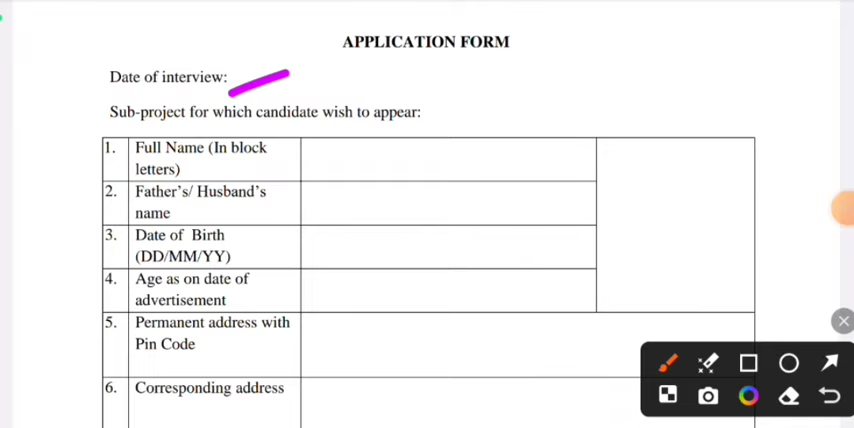 APPLICATION FORM
Date of interview:
Sub-project for which candidate wish to appear:
1. Full Name (In block
letters)
2. Father's/ Husband's
name
3. Date of Birth
(DD/MM/YY)
4. Age as on date of
advertisement
5. Permanent address with
Pin Code
6. Corresponding address